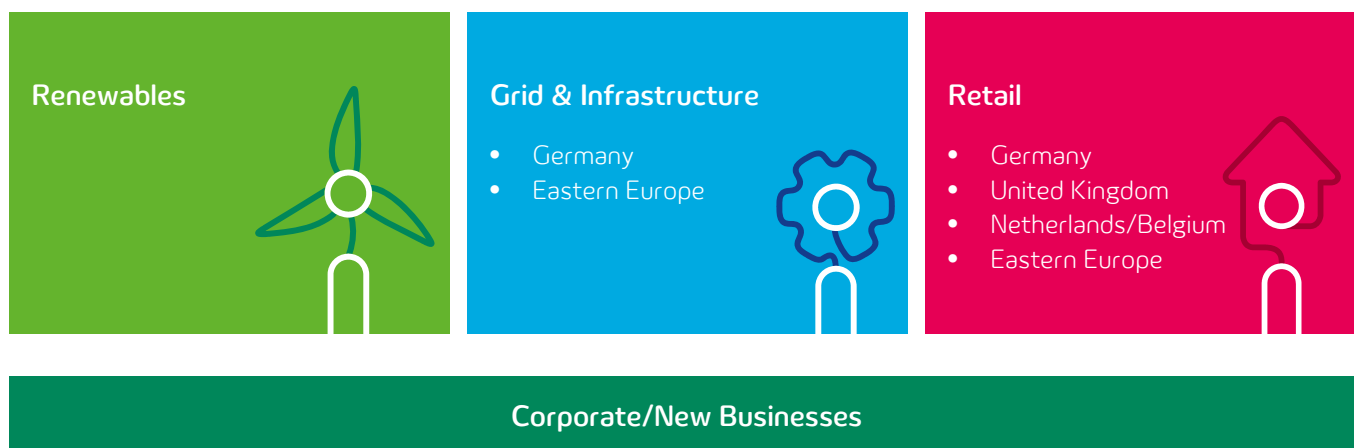 Renewables
Grid & Infrastructure
• Germany
• Eastern Europe
Retail
• Germany
• United Kingdom
• Netherlands/Belgium
• Eastern Europe
Corporate/New Businesses